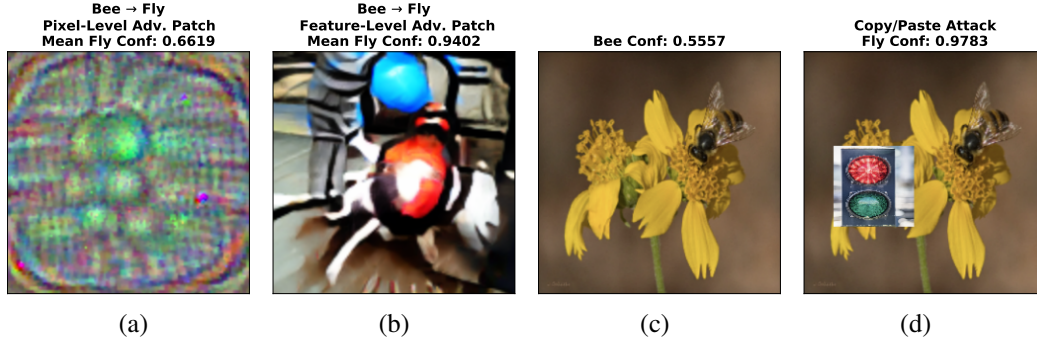 Bee → Fly
Pixel-Level Adv. Patch
Mean Fly Conf: 0.6619
Bee → Fly
Feature-Level Adv. Patch
Mean Fly Conf: 0.9402
Bee Conf: 0.5557
Copy/Paste Attack
Fly Conf: 0.9783
(a)
(b)
(c)
(d)